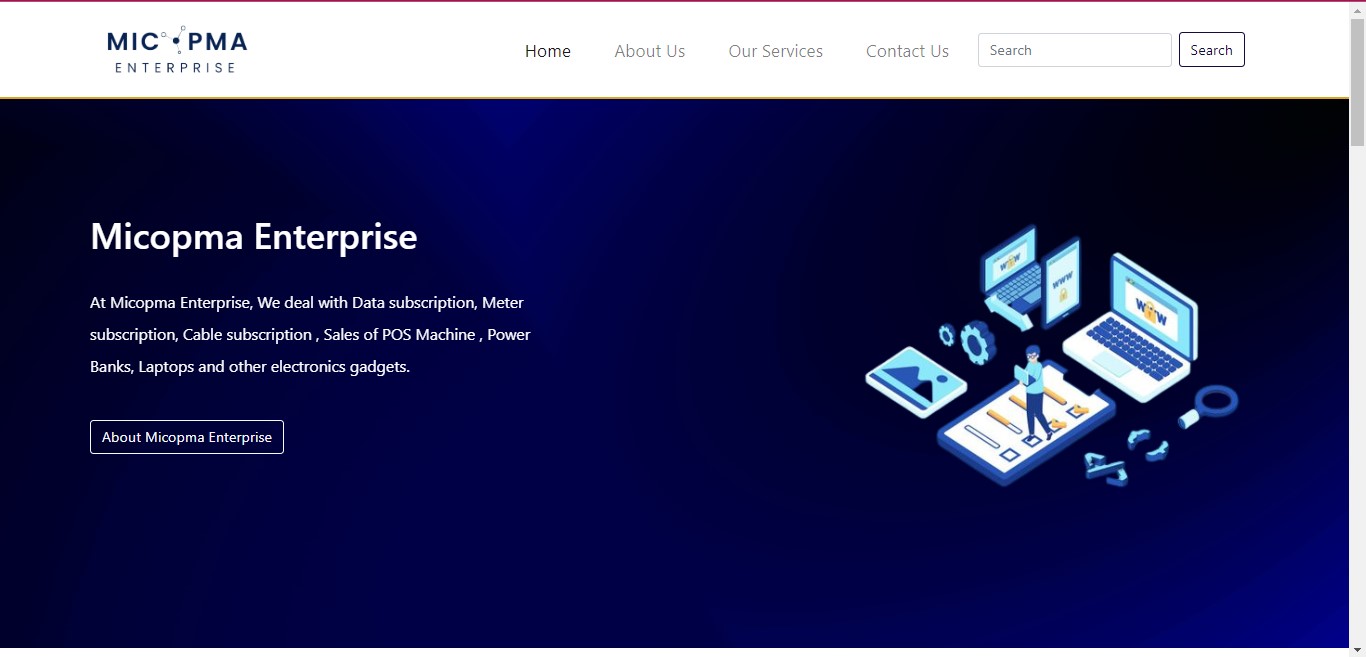 MICOPMA
ENTERPRISE
Home
About Us
Our Services
Contact Us
Search
Search
Micopma Enterprise
At Micopma Enterprise, We deal with Data subscription, Meter
subscription, Cable subscription , Sales of POS Machine , Power
Banks, Laptops and other electronics gadgets.
About Micopma Enterprise
WWW
WWW
WWW